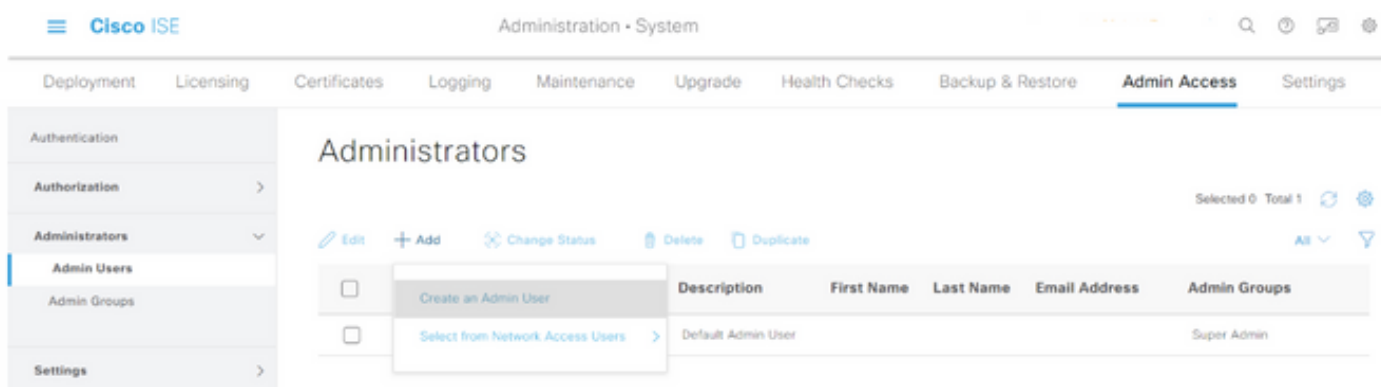 Cisco ISE
Administration • System
Deployment Licensing Certificates Logging Maintenance Upgrade Health Checks Backup & Restore Admin Access Settings
Authentication
Authorization
Administrators
Admin Users
Admin Groups
Settings
Administrators
Selected 0 Total 1
Edit Add Change Status Delete Duplicate All
Description First Name Last Name Email Address Admin Groups
Create an Admin User
Select from Network Access Users
Default Admin User Super Admin